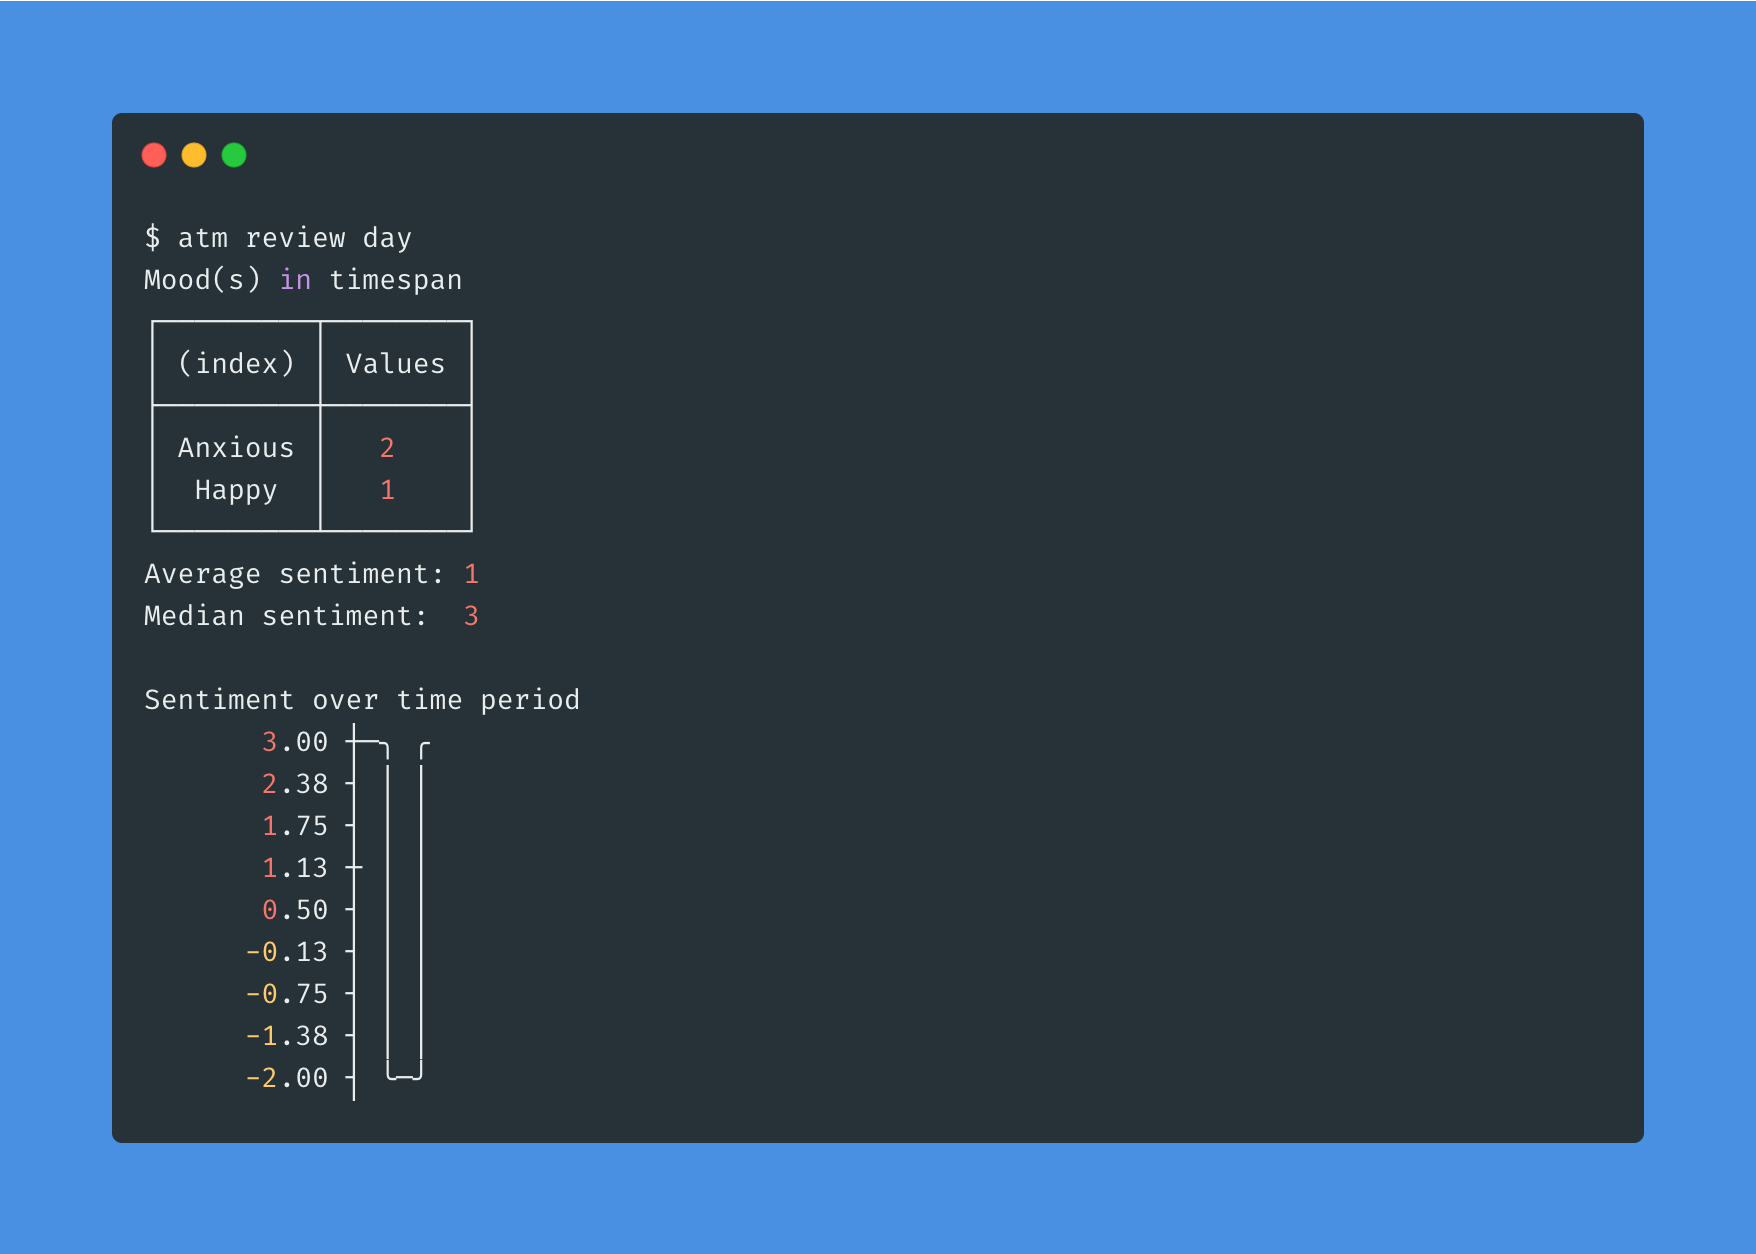 $ atm review day
Mood(s) in timespan
(index) Values
Anxious 2
Happy 1
Average sentiment: 1
Median sentiment: 3
Sentiment over time period
3.00
2.38
1.75
1.13
0.50
-0.13
-0.75
-1.38
-2.00